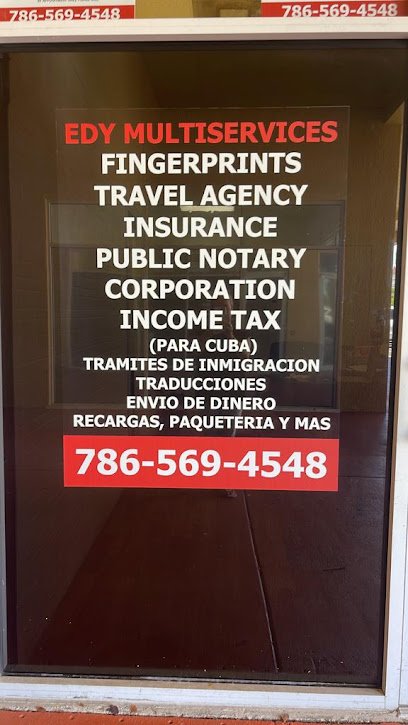 786-569-4548
786-569-4548
EDY MULTISERVICES
FINGERPRINTS
TRAVEL AGENCY
INSURANCE
PUBLIC NOTARY
CORPORATION
INCOME TAX
(PARA CUBA)
TRAMITES DE INMIGRACION
TRADUCCIONES
ENVIO DE DINERO
RECARGAS, PAQUETERIA Y MAS
786-569-4548